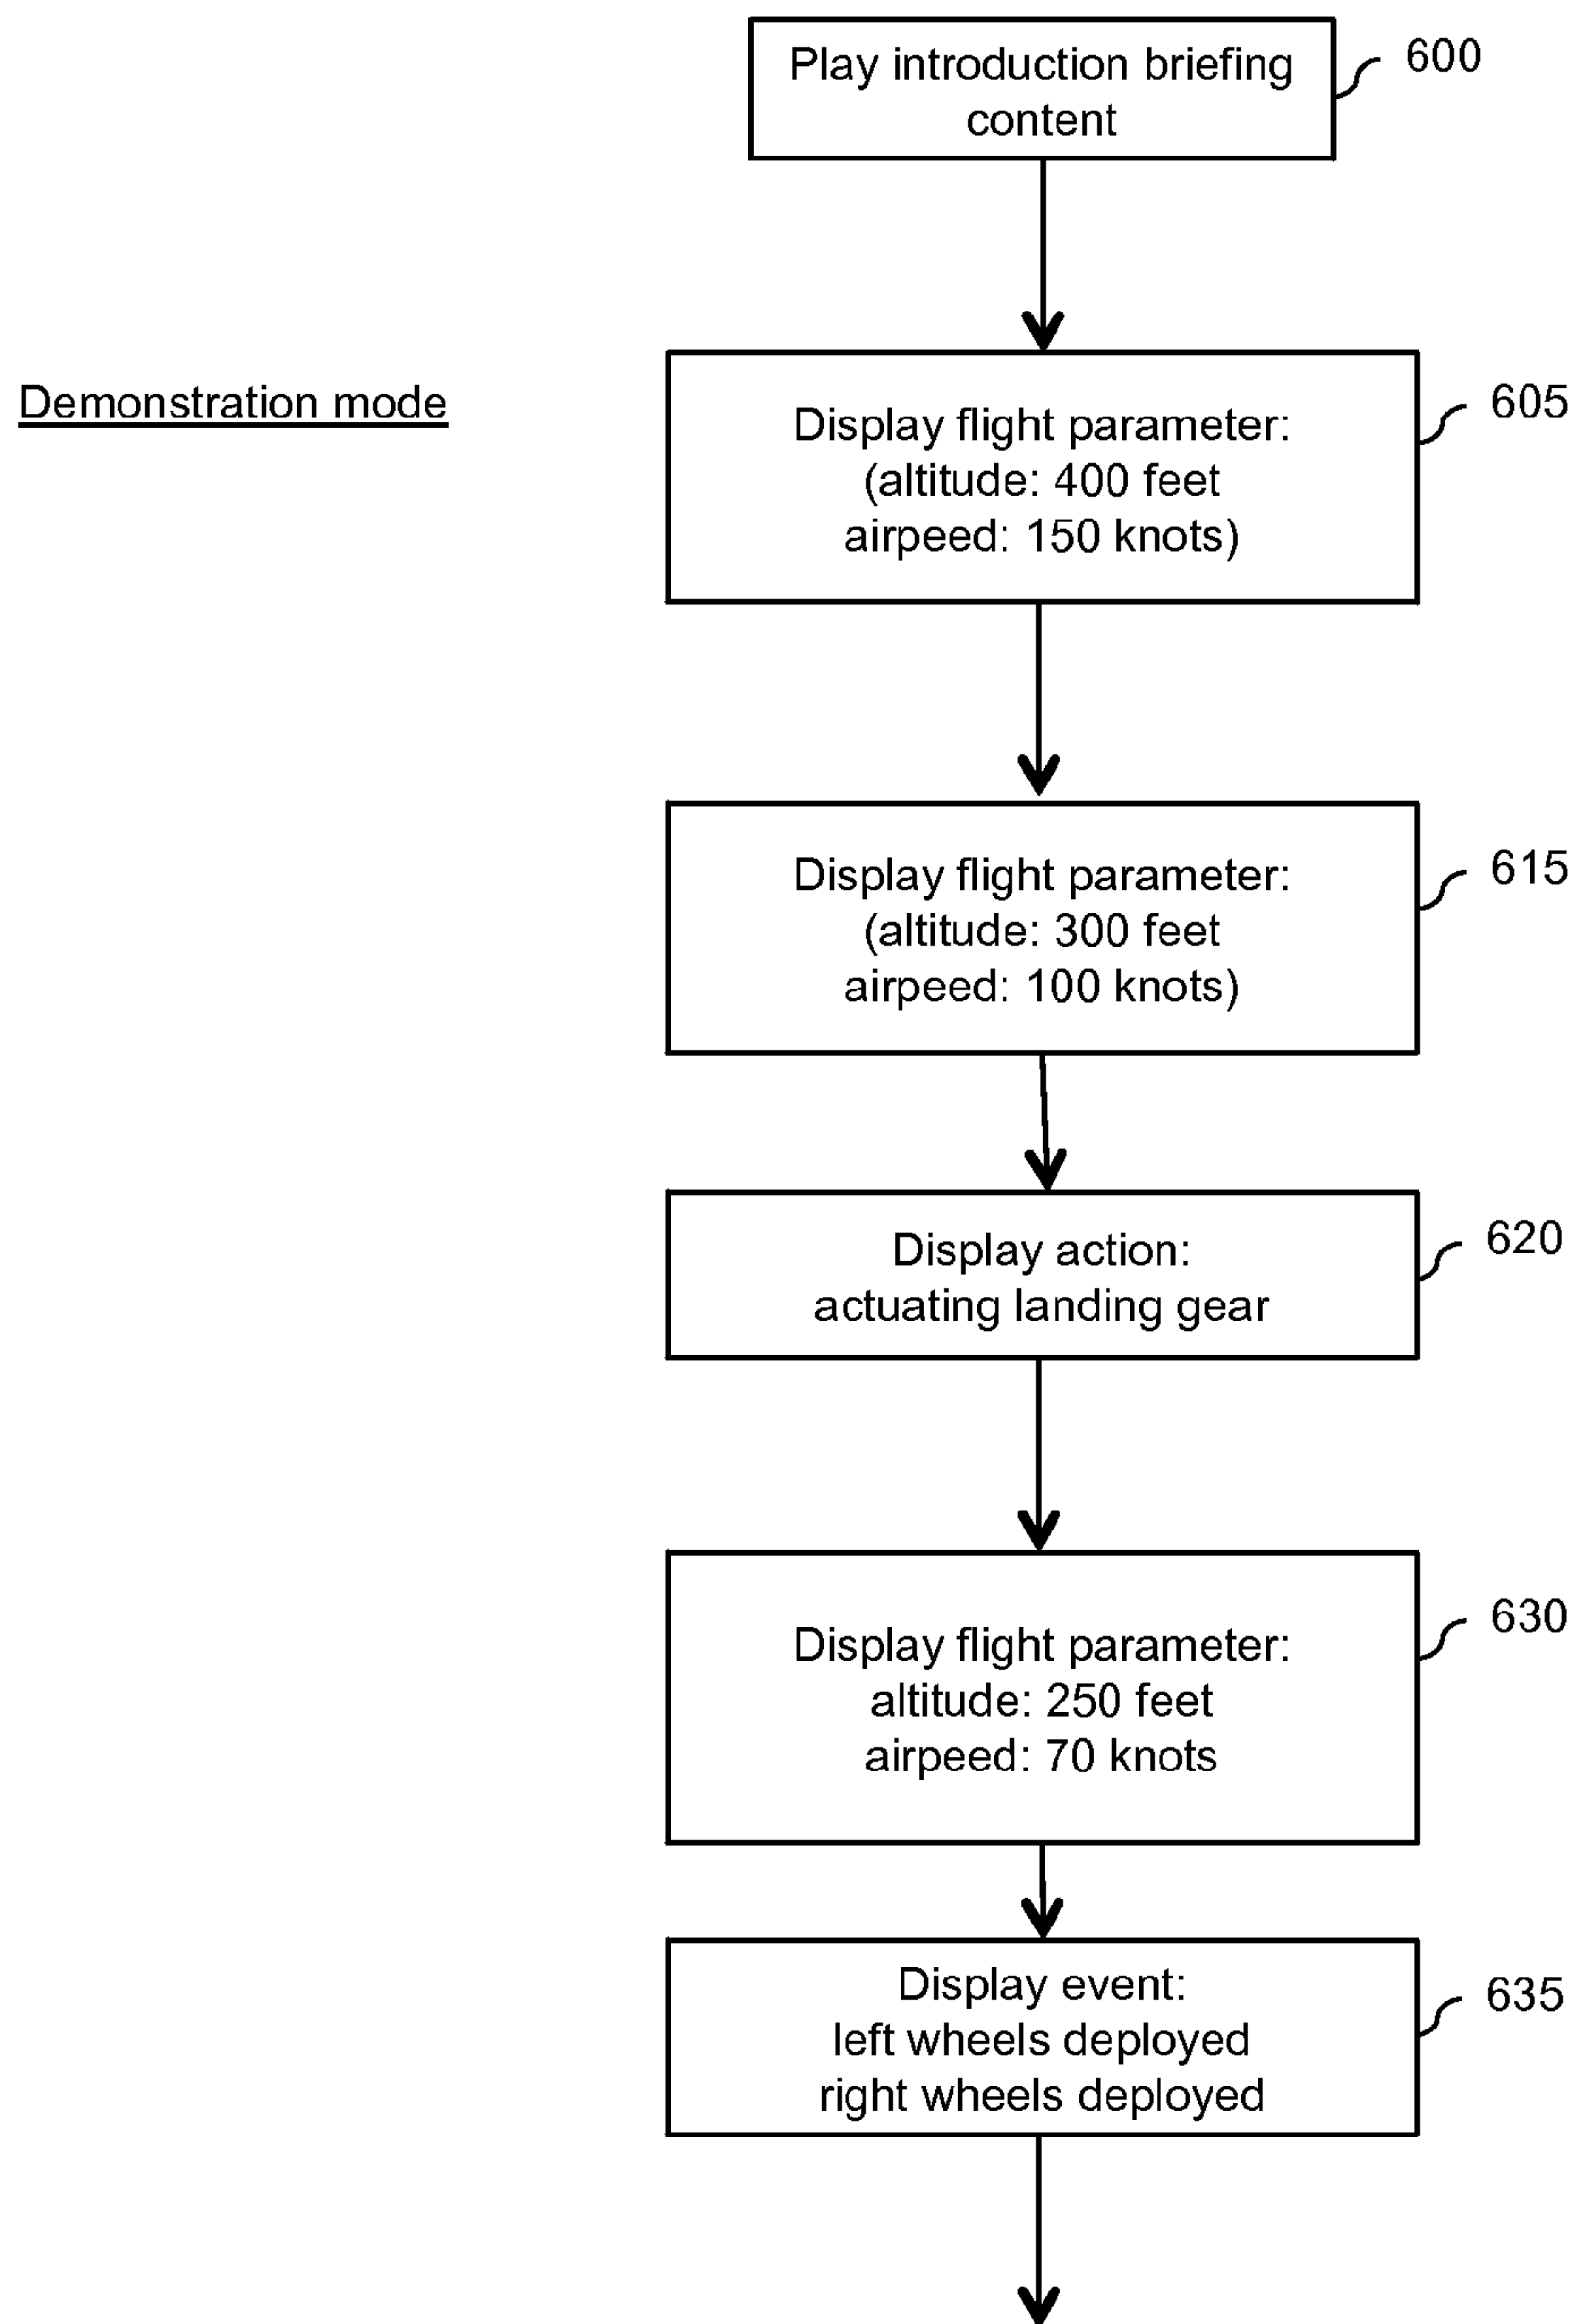 Play introduction briefing
content
600
Demonstration mode
Display flight parameter:
(altitude: 400 feet
airpeed: 150 knots)
605
Display flight parameter:
(altitude: 300 feet
airpeed: 100 knots)
615
Display action:
actuating landing gear
620
Display flight parameter:
altitude: 250 feet
airpeed: 70 knots
630
Display event:
left wheels deployed
right wheels deployed
635